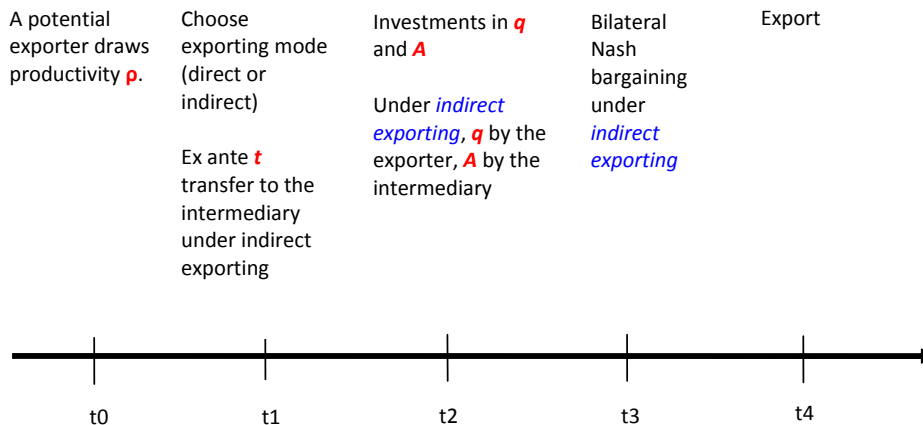 A potential
exporter draws
productivity ρ.
Choose
exporting mode
(direct or
indirect)
Ex ante t
transfer to the
intermediary
under indirect
exporting
Investments in q
and A
Under indirect
exporting, q by the
exporter, A by the
intermediary
Bilateral
Nash
bargaining
under
indirect
exporting
Export
t0
t1
t2
t3
t4